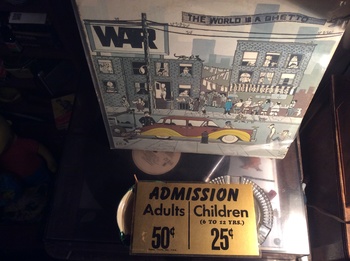 THE WORLD IS A GHETTO
WAR
ADMISSION
Adults Children
(6 TO 12 YRS.)
50¢ 25¢